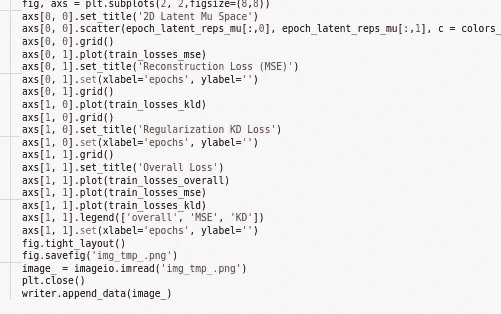 fig, axs = plt.subplots(2, 2,figsize=(8,8))
axs[0, 0].set_title('2D Latent Mu Space')
axs[0, 0].scatter(epoch_latent_reps_mu[:,0], epoch_latent_reps_mu[:,1], c = colors_
axs[0, 0].grid()
axs[0, 1].plot(train_losses_mse)
axs[0, 1].set_title('Reconstruction Loss (MSE)')
axs[0, 1].set(xlabel='epochs', ylabel='')
axs[0, 1].grid()
axs[1, 0].plot(train_losses_kld)
axs[1, 0].grid()
axs[1, 0].set_title('Regularization KD Loss')
axs[1, 0].set(xlabel='epochs', ylabel='')
axs[1, 1].grid()
axs[1, 1].set_title('Overall Loss')
axs[1, 1].plot(train_losses_overall)
axs[1, 1].plot(train_losses_mse)
axs[1, 1].plot(train_losses_kld)
axs[1, 1].legend(['overall', 'MSE', 'KD'])
axs[1, 1].set(xlabel='epochs', ylabel='')
fig.tight_layout()
fig.savefig('img_tmp_.png')
image_ = imageio.imread('img_tmp_.png')
plt.close()
writer.append_data(image_)